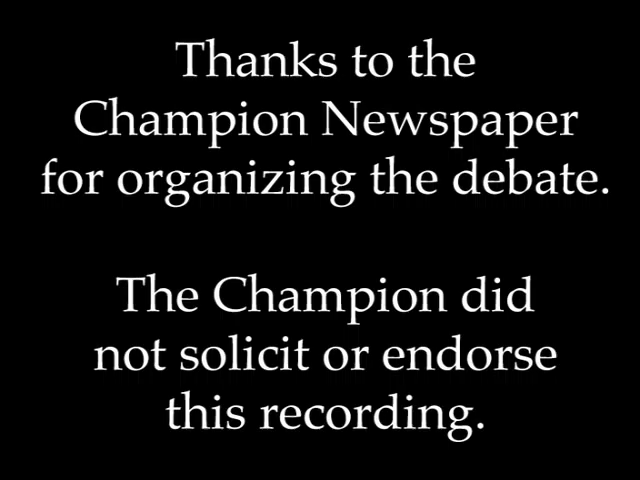 Thanks to the
Champion Newspaper
for organizing the debate.
The Champion did
not solicit or endorse
this recording.